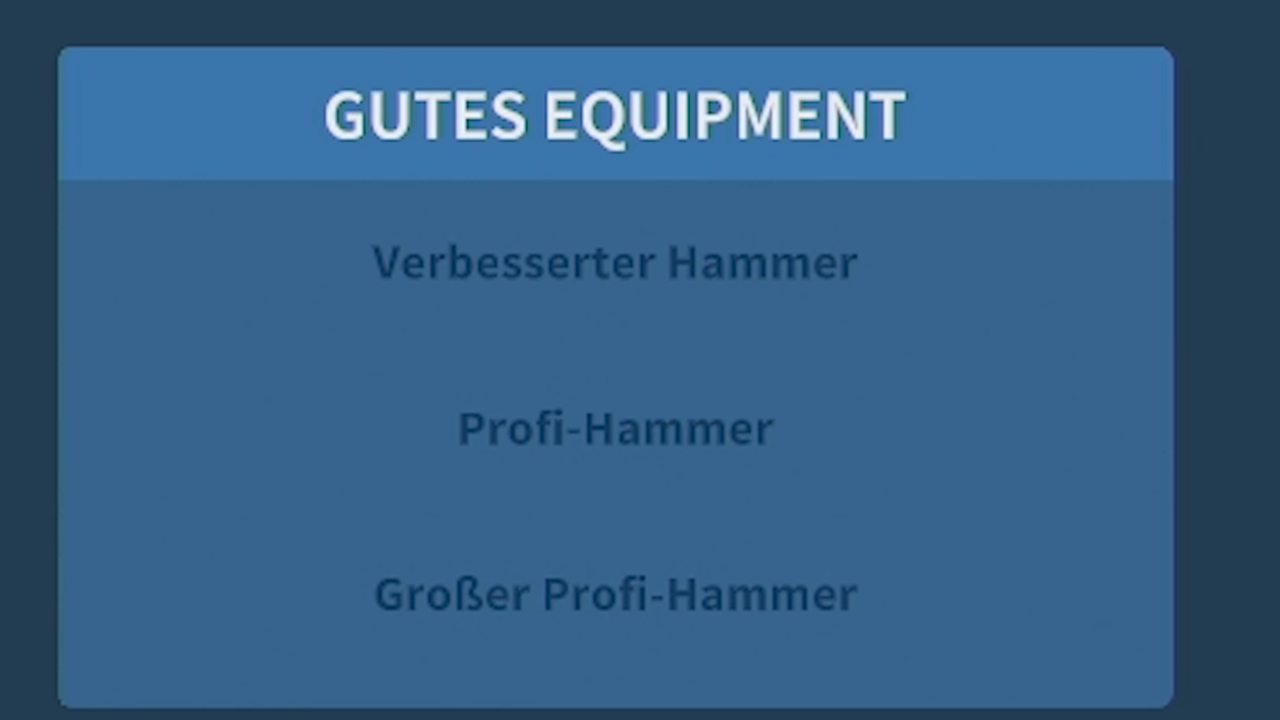 GUTES EQUIPMENT
Verbesserter Hammer
Profi-Hammer
Großer Profi-Hammer